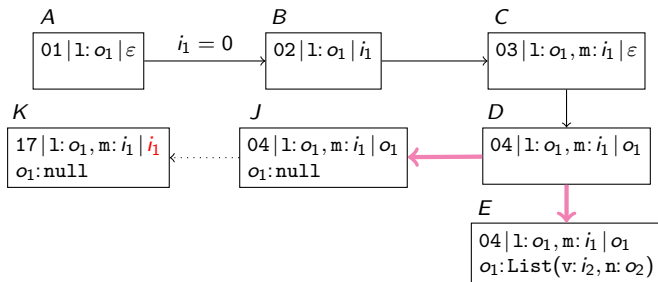 A
B
C
01 | l: o₁ | ε
i₁ = 0
02 | l: o₁ | i₁
03 | l: o₁, m: i₁ | ε
K
J
D
17 | l: o₁, m: i₁ | i₁
o₁: null
04 | l: o₁, m: i₁ | o₁
o₁: null
04 | l: o₁, m: i₁ | o₁
E
04 | l: o₁, m: i₁ | o₁
o₁: List(v: i₂, n: o₂)